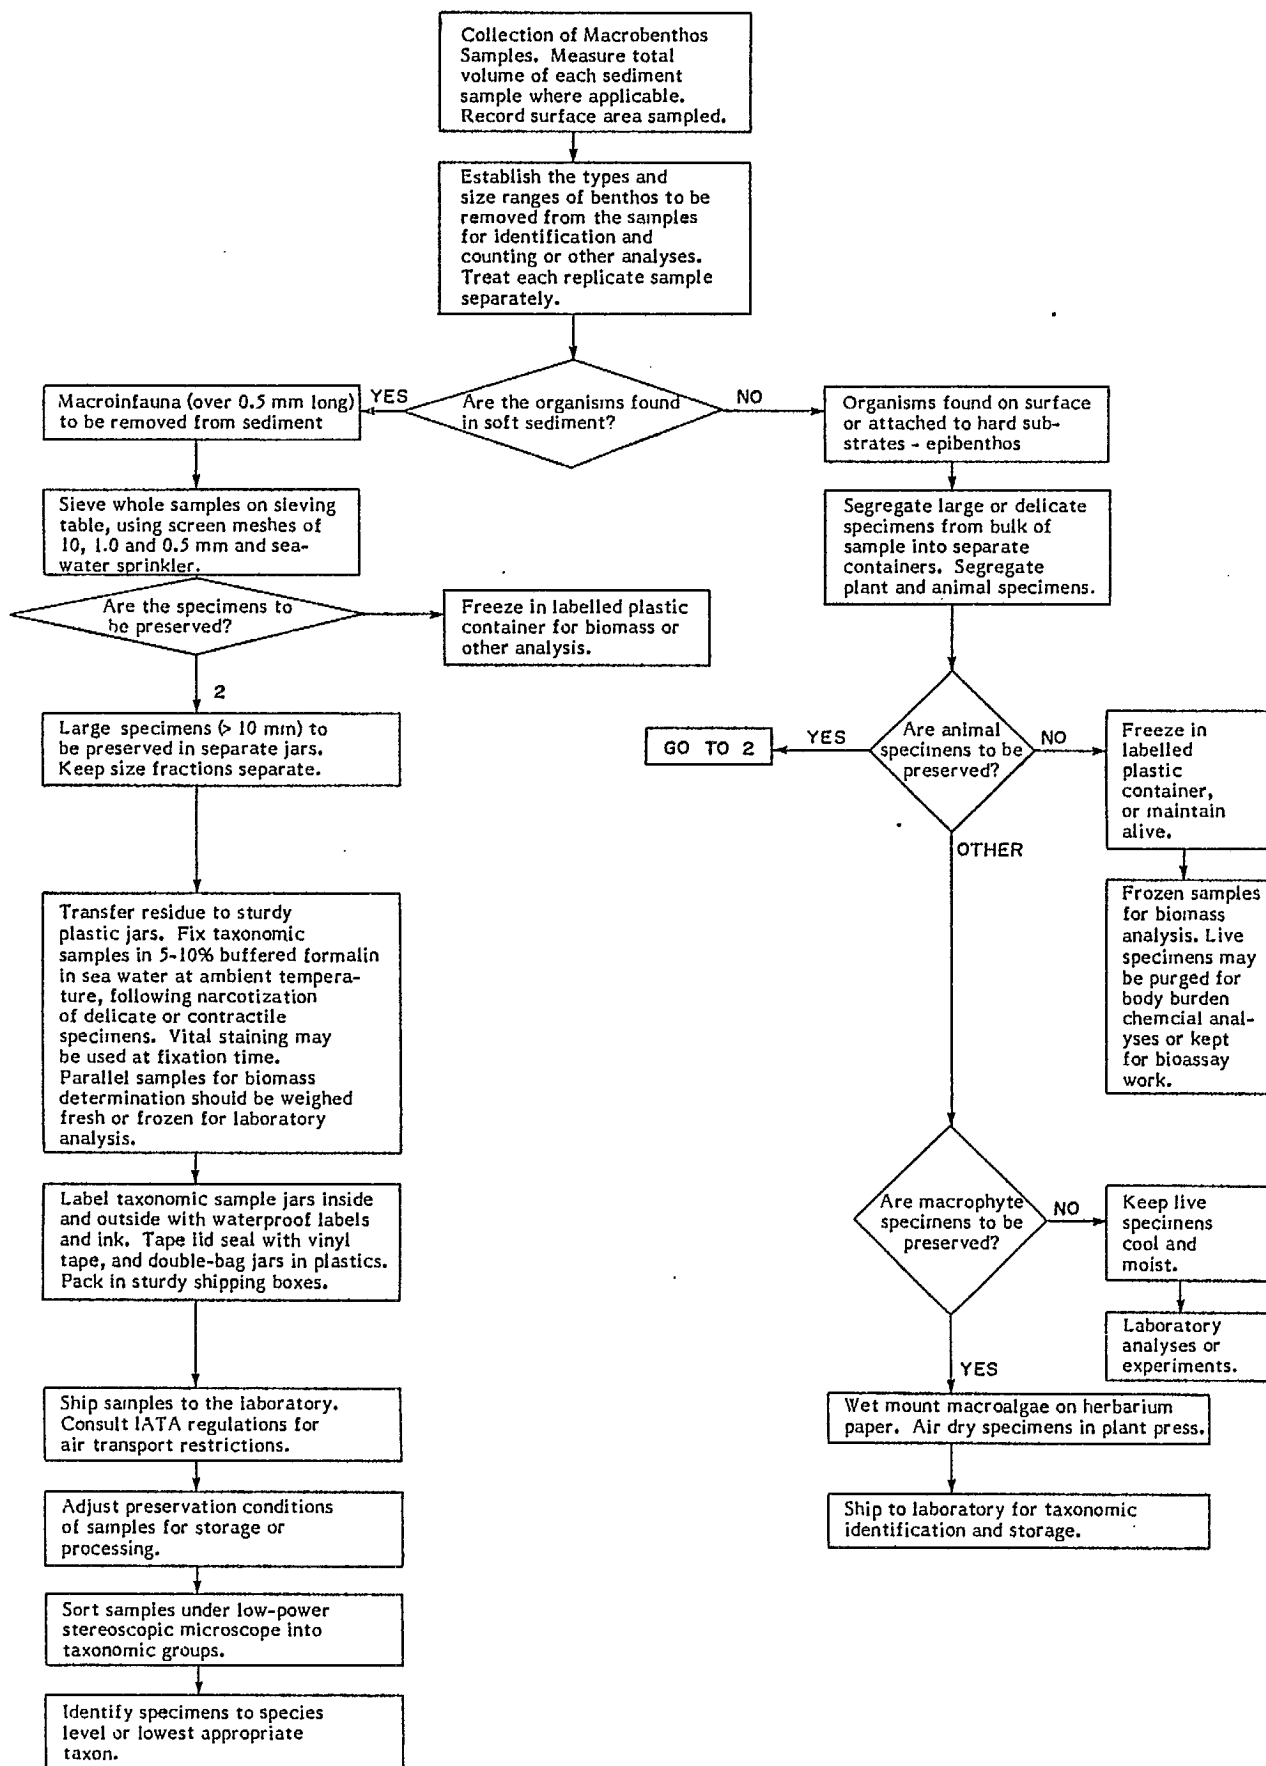 Collection of Macrobenthos
Samples. Measure total
volume of each sediment
sample where applicable.
Record surface area sampled.
Establish the types and
size ranges of benthos to be
removed from the samples
for identification and
counting or other analyses.
Treat each replicate sample
separately.
Are the organisms found
in soft sediment?
YES
NO
Macroinfauna (over 0.5 mm long)
to be removed from sediment
Sieve whole samples on sieving
table, using screen meshes of
10, 1.0 and 0.5 mm and sea-
water sprinkler.
Are the specimens to
be preserved?
Freeze in labelled plastic
container for biomass or
other analysis.
2
Large specimens (> 10 mm) to
be preserved in separate jars.
Keep size fractions separate.
Transfer residue to sturdy
plastic jars. Fix taxonomic
samples in 5-10% buffered formalin
in sea water at ambient tempera-
ture, following narcotization
of delicate or contractile
specimens. Vital staining may
be used at fixation time.
Parallel samples for biomass
determination should be weighed
fresh or frozen for laboratory
analysis.
Label taxonomic sample jars inside
and outside with waterproof labels
and ink. Tape lid seal with vinyl
tape, and double-bag jars in plastics.
Pack in sturdy shipping boxes.
Ship samples to the laboratory.
Consult IATA regulations for
air transport restrictions.
Adjust preservation conditions
of samples for storage or
processing.
Sort samples under low-power
stereoscopic microscope into
taxonomic groups.
Identify specimens to species
level or lowest appropriate
taxon.
Organisms found on surface
or attached to hard sub-
strates - epibenthos
Segregate large or delicate
specimens from bulk of
sample into separate
containers. Segregate
plant and animal specimens.
Are animal
specimens to be
preserved?
YES
GO TO 2
NO
Freeze in
labelled
plastic
container,
or maintain
alive.
Frozen samples
for biomass
analysis. Live
specimens may
be purged for
body burden
chemcial anal-
yses or kept
for bioassay
work.
OTHER
Are macrophyte
specimens to be
preserved?
NO
Keep live
specimens
cool and
moist.
Laboratory
analyses or
experiments.
YES
Wet mount macroalgae on herbarium
paper. Air dry specimens in plant press.
Ship to laboratory for taxonomic
identification and storage.